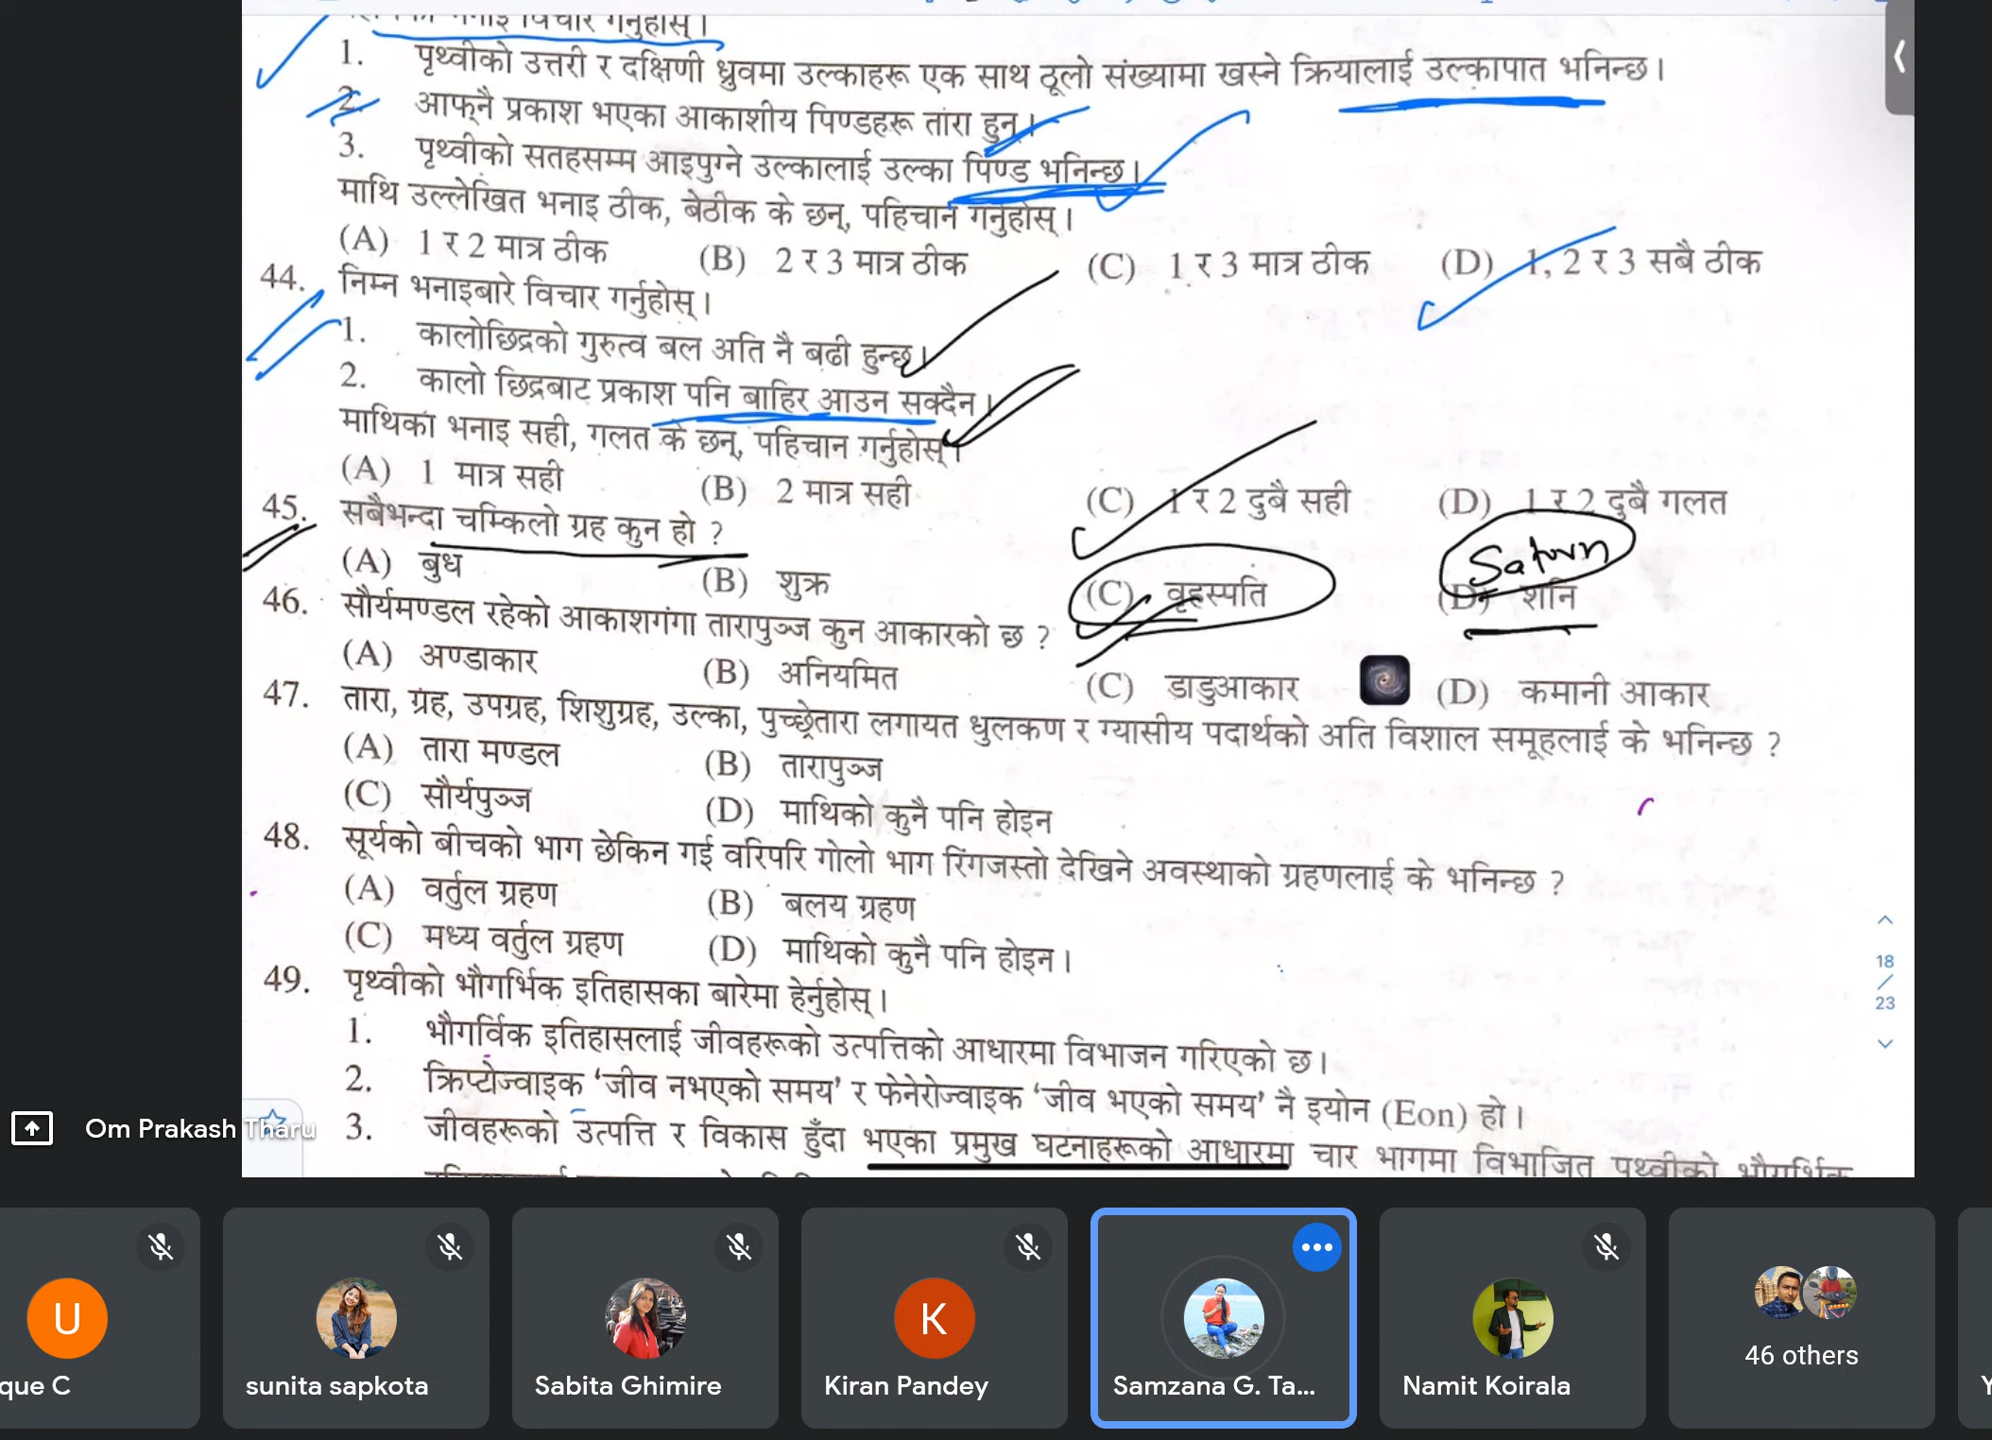 विचार गर्नुहोस् ।
1. पृथ्वीको उत्तरी र दक्षिणी ध्रुवमा उल्काहरू एक साथ ठूलो संख्यामा खस्ने क्रियालाई उल्कापात भनिन्छ ।
2. आफ्नै प्रकाश भएका आकाशीय पिण्डहरू तारा हुन् ।
3. पृथ्वीको सतहसम्म आइपुग्ने उल्कालाई उल्का पिण्ड भनिन्छ ।
माथि उल्लेखित भनाइ ठीक, बेठीक के छन्, पहिचान गर्नुहोस् ।
(A) 1 र 2 मात्र ठीक (B) 2 र 3 मात्र ठीक (C) 1 र 3 मात्र ठीक (D) 1, 2 र 3 सबै ठीक
44. निम्न भनाइबारे विचार गर्नुहोस् ।
1. कालोछिद्रको गुरुत्व बल अति नै बढी हुन्छ ।
2. कालो छिद्रबाट प्रकाश पनि बाहिर आउन सक्दैन ।
माथिका भनाइ सही, गलत के छन्, पहिचान गर्नुहोस् ।
(A) 1 मात्र सही (B) 2 मात्र सही (C) 1 र 2 दुबै सही (D) 1 र 2 दुबै गलत
45. सबैभन्दा चम्किलो ग्रह कुन हो ?
Saturn
(A) बुध (B) शुक्र (C) वृहस्पति (D) शनि
46. सौर्यमण्डल रहेको आकाशगंगा तारापुञ्ज कुन आकारको छ ?
(A) अण्डाकार (B) अनियमित (C) डाडुआकार (D) कमानी आकार
47. तारा, ग्रह, उपग्रह, शिशुग्रह, उल्का, पुच्छ्रेतारा लगायत धुलकण र ग्यासीय पदार्थको अति विशाल समूहलाई के भनिन्छ ?
(A) तारा मण्डल (B) तारापुञ्ज
(C) सौर्यपुञ्ज (D) माथिको कुनै पनि होइन
48. सूर्यको बीचको भाग छेकिन गई वरिपरि गोलो भाग रिंगजस्तो देखिने अवस्थाको ग्रहणलाई के भनिन्छ ?
(A) वर्तुल ग्रहण (B) बलय ग्रहण
(C) मध्य वर्तुल ग्रहण (D) माथिको कुनै पनि होइन ।
49. पृथ्वीको भौगर्भिक इतिहासका बारेमा हेर्नुहोस् ।
1. भौगर्विक इतिहासलाई जीवहरूको उत्पत्तिको आधारमा विभाजन गरिएको छ ।
2. क्रिप्टोज्वाइक ‘जीव नभएको समय’ र फेनेरोज्वाइक ‘जीव भएको समय’ नै इयोन (Eon) हो ।
3. जीवहरूको उत्पत्ति र विकास हुँदा भएका प्रमुख घटनाहरूको आधारमा चार भागमा विभाजित पृथ्वीको भौगर्भिक
18
/
23
Om Prakash Tharu
que C
sunita sapkota
Sabita Ghimire
Kiran Pandey
Samzana G. Ta...
Namit Koirala
46 others
U
K
Y